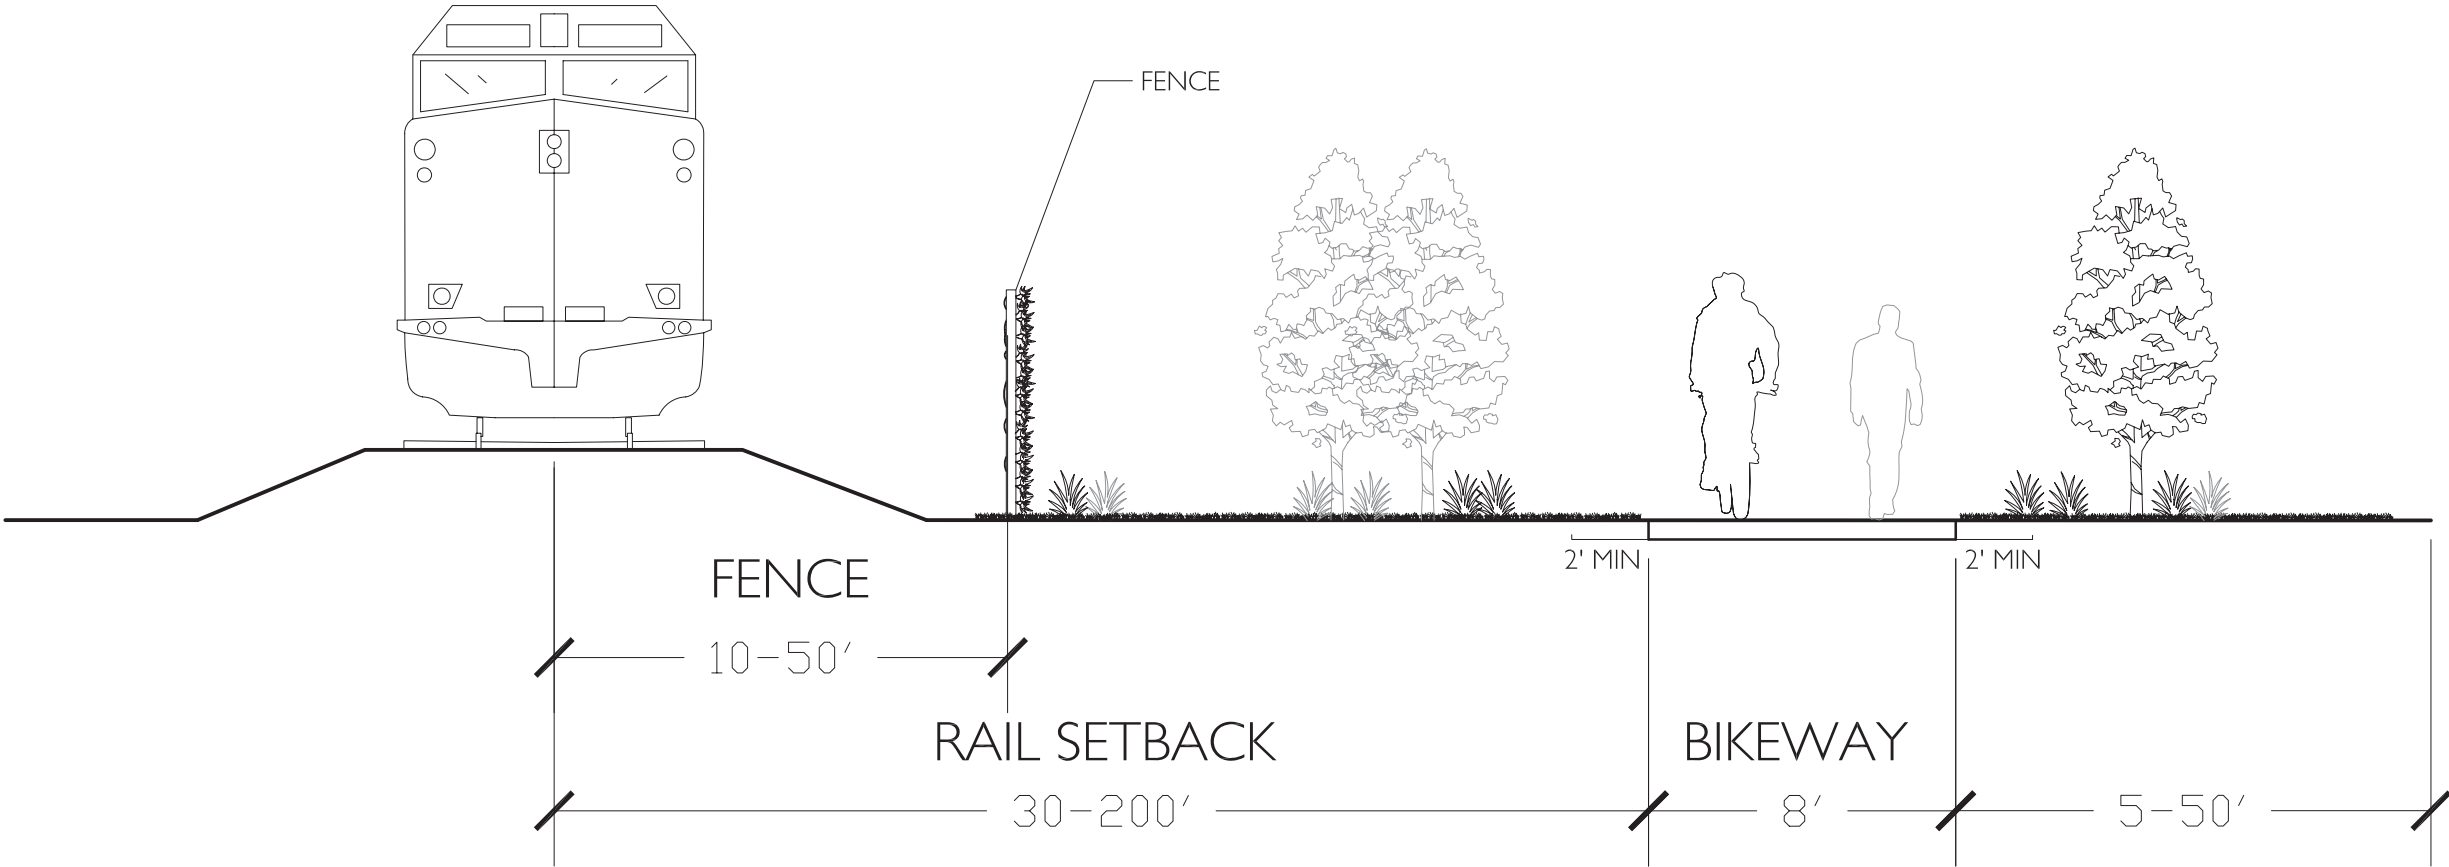 FENCE
2' MIN
2' MIN
FENCE
10-50'
RAIL SETBACK
BIKEWAY
30-200'
8'
5-50'